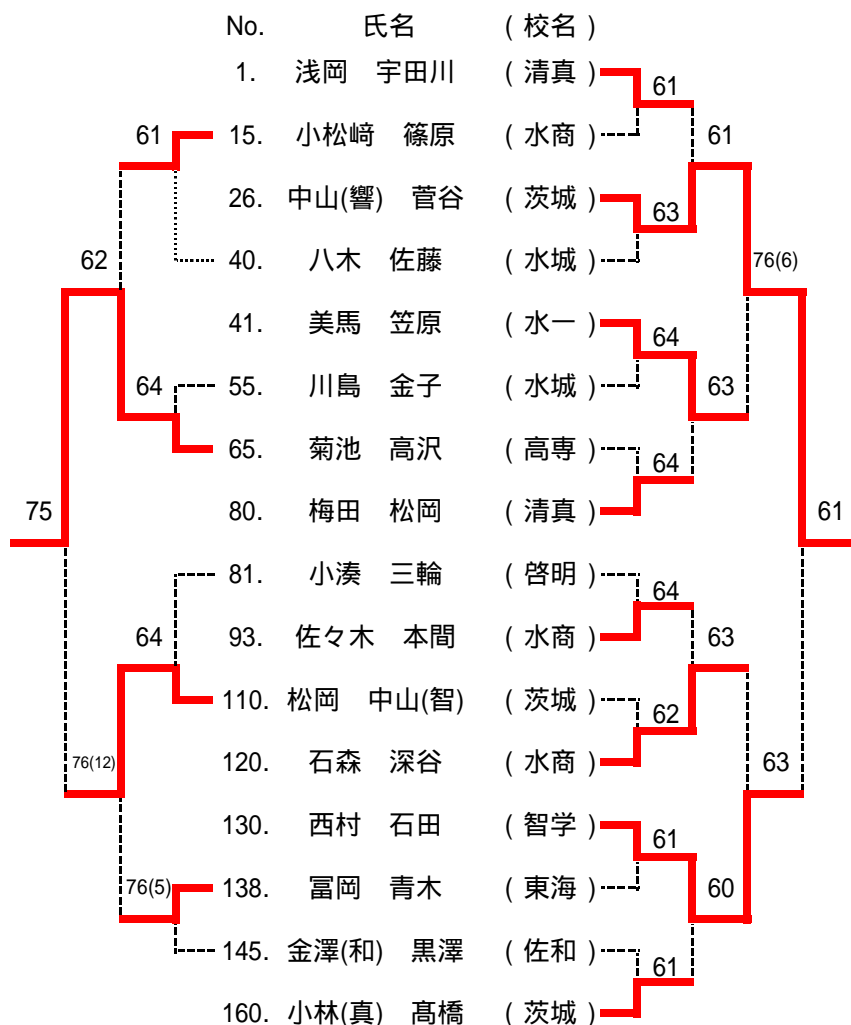 No. 氏名 ( 校名 )
1. 浅岡 宇田川 ( 清真 )
61
61 15. 小松﨑 篠原 ( 水商 ) 61
26. 中山(響) 菅谷 ( 茨城 )
63
62 40. 八木 佐藤 ( 水城 ) 76(6)
41. 美馬 笠原 ( 水一 )
64
64 55. 川島 金子 ( 水城 ) 63
65. 菊池 高沢 ( 高専 )
64
75 80. 梅田 松岡 ( 清真 ) 61
81. 小湊 三輪 ( 啓明 )
64
64 93. 佐々木 本間 ( 水商 ) 63
110. 松岡 中山(智) ( 茨城 )
62
76(12) 120. 石森 深谷 ( 水商 ) 63
130. 西村 石田 ( 智学 )
61
76(5) 138. 冨岡 青木 ( 東海 ) 60
145. 金澤(和) 黒澤 ( 佐和 )
61
160. 小林(真) 髙橋 ( 茨城 )